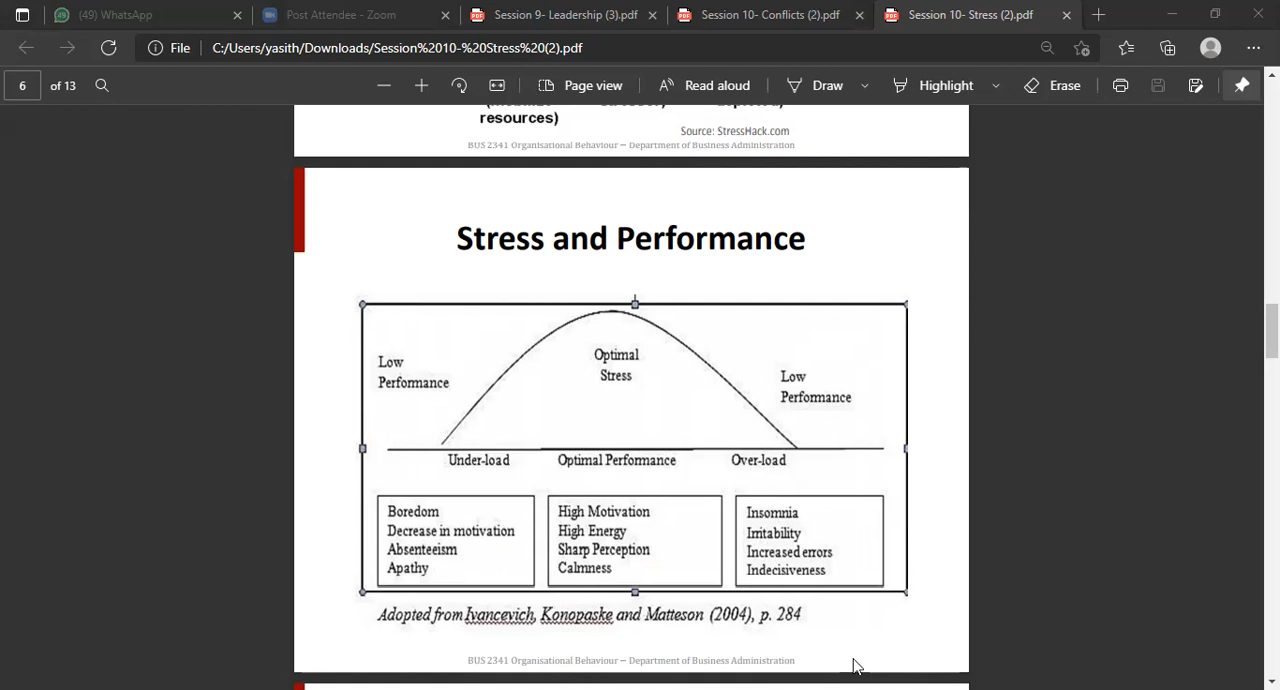 (49) WhatsApp
Post Attendee - Zoom
Session 9- Leadership (3).pdf
Session 10- Conflicts (2).pdf
Session 10- Stress (2).pdf
File
C:/Users/yasith/Downloads/Session%2010-%20Stress%20(2).pdf
6 of 13
Page view
Read aloud
Draw
Highlight
Erase
resources)
Source: StressHack.com
BUS 2341 Organisational Behaviour – Department of Business Administration
Stress and Performance
Low
Performance
Optimal
Stress
Low
Performance
Under-load
Optimal Performance
Over-load
Boredom
Decrease in motivation
Absenteeism
Apathy
High Motivation
High Energy
Sharp Perception
Calmness
Insomnia
Irritability
Increased errors
Indecisiveness
Adopted from Ivancevich, Konopaske and Matteson (2004), p. 284
BUS 2341 Organisational Behaviour – Department of Business Administration